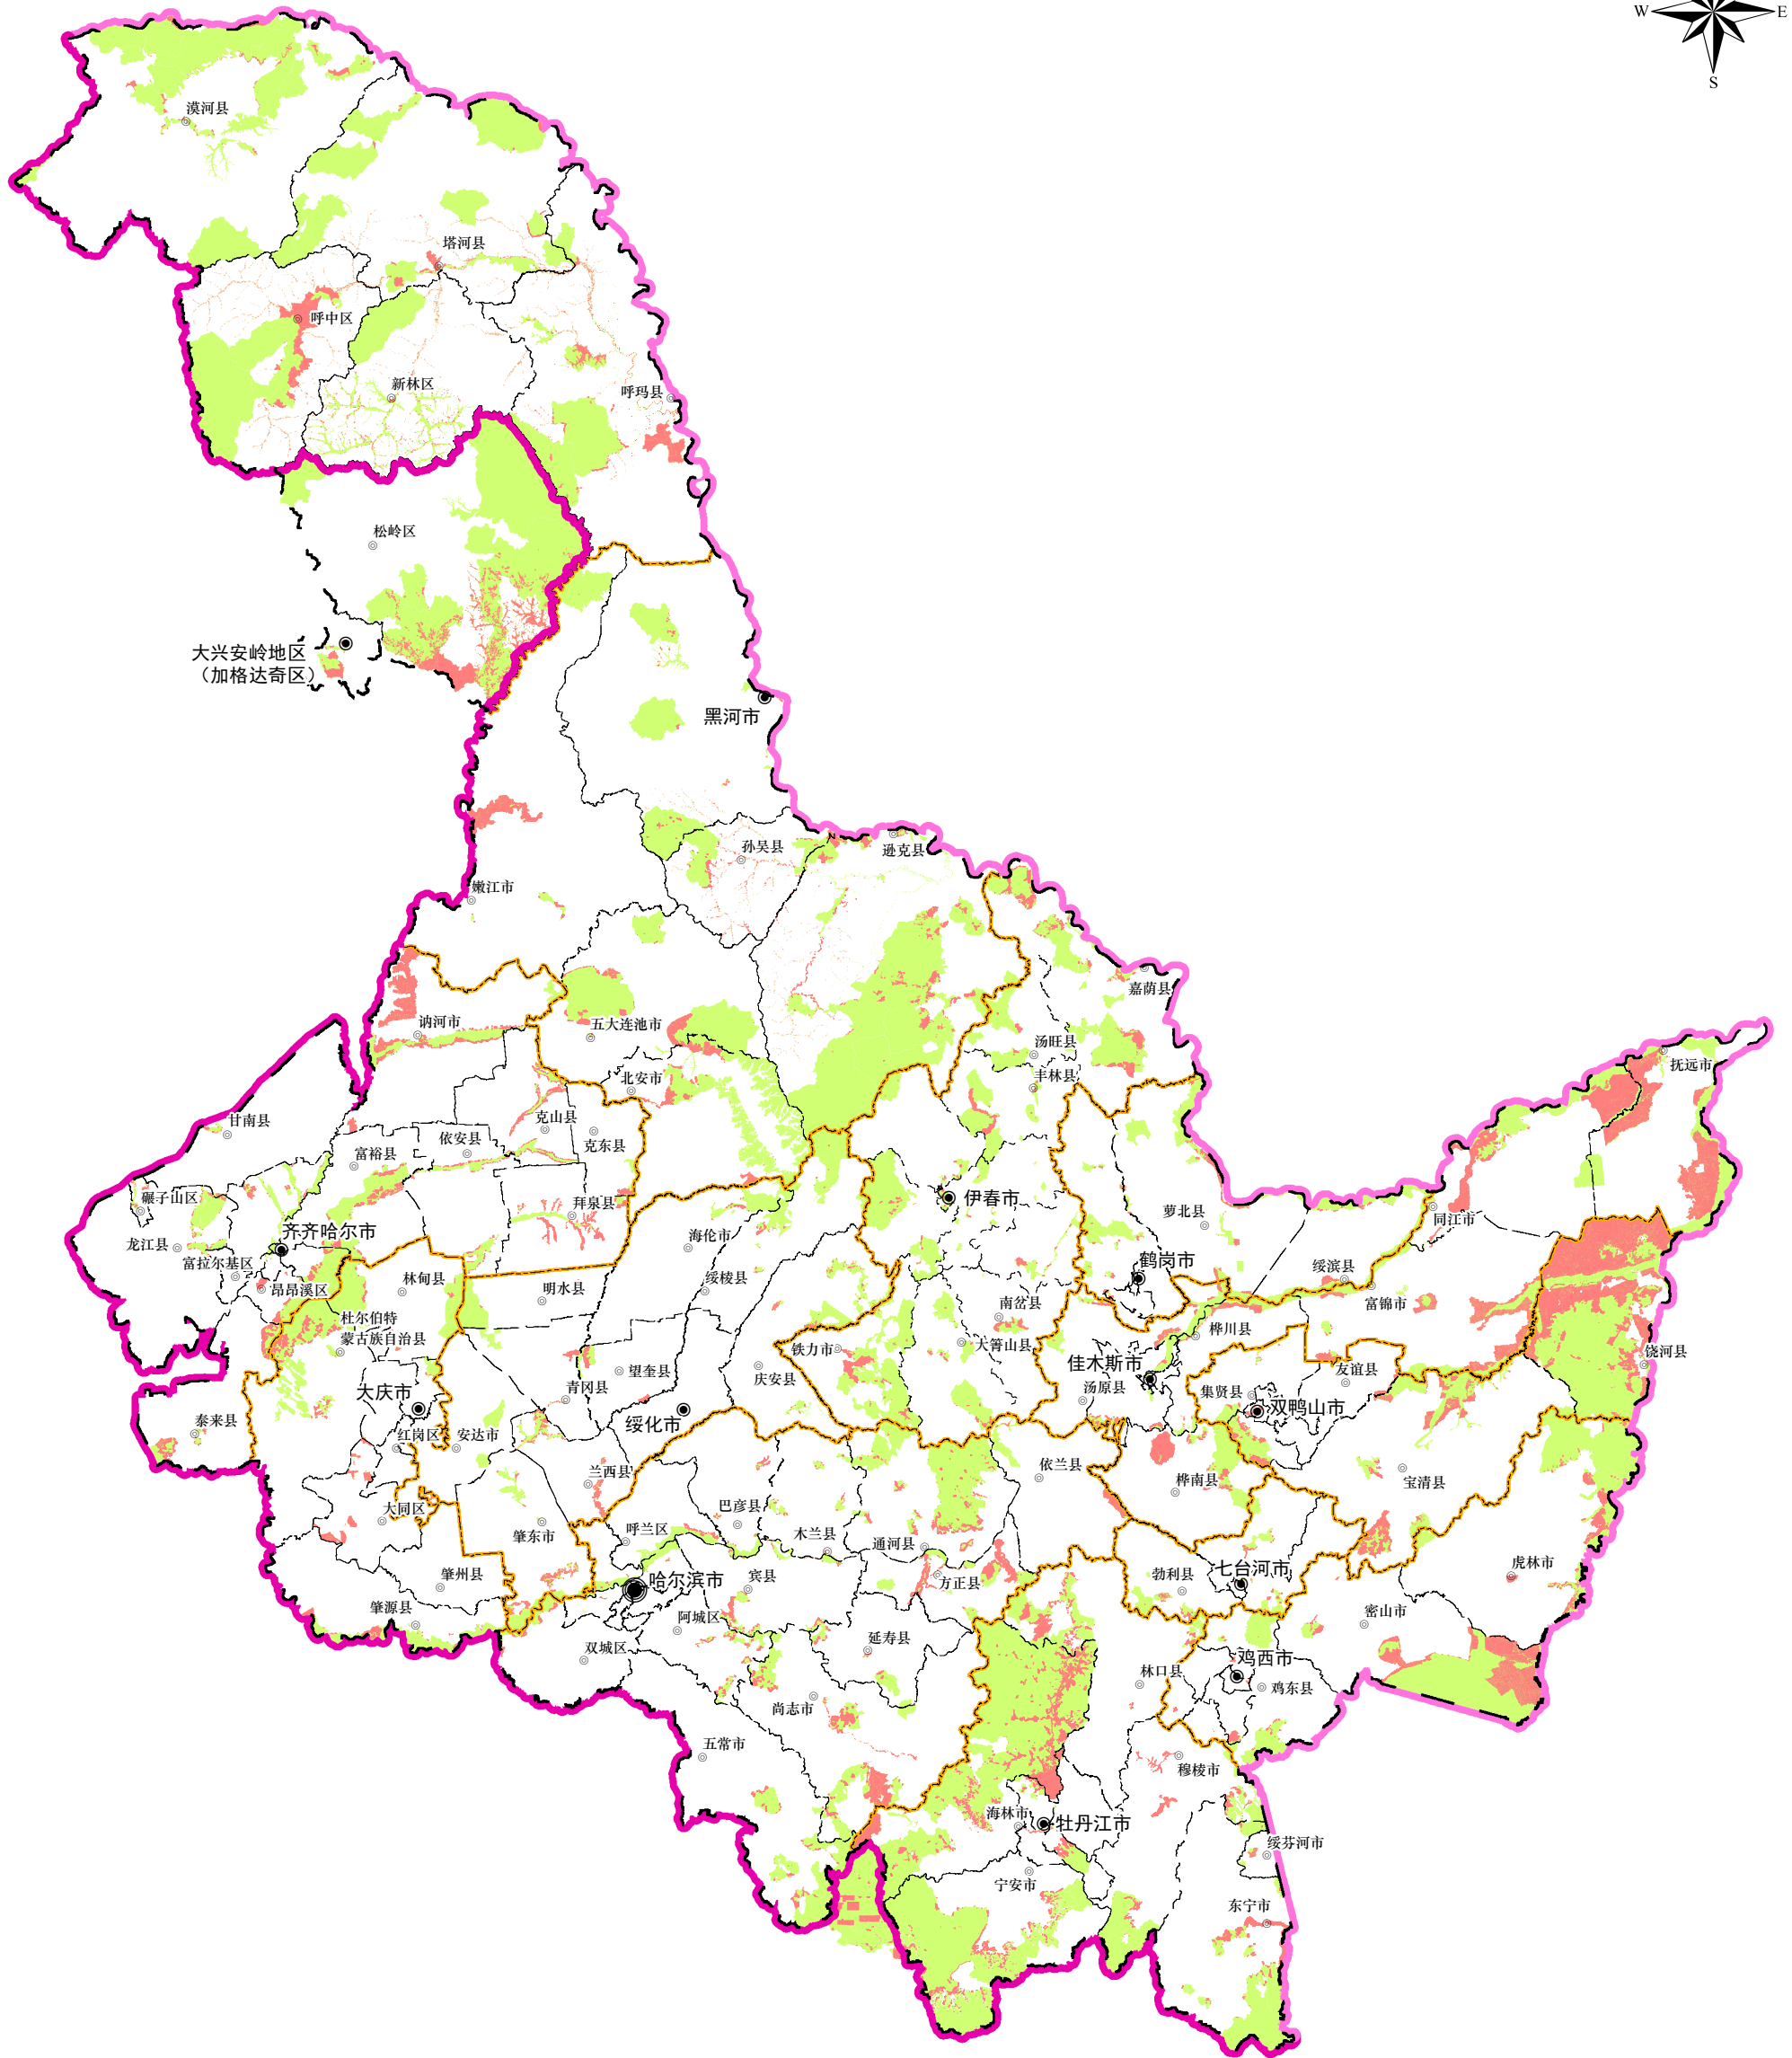 W
E
S
漠河县
塔河县
呼中区
新林区
呼玛县
松岭区
大兴安岭地区
（加格达奇区）
黑河市
孙吴县
逊克县
嫩江市
嘉荫县
讷河市
五大连池市
汤旺县
抚远市
北安市
丰林县
甘南县
克山县
依安县
克东县
富裕县
碾子山区
拜泉县
伊春市
萝北县
同江市
齐齐哈尔市
龙江县
海伦市
富拉尔基区
鹤岗市
绥滨县
昂昂溪区
林甸县
明水县
绥棱县
南岔县
富锦市
杜尔伯特
蒙古族自治县
桦川县
大箐山县
铁力市
饶河县
佳木斯市
友谊县
望奎县
庆安县
青冈县
大庆市
汤原县
集贤县
双鸭山市
泰来县
绥化市
红岗区
安达市
兰西县
依兰县
桦南县
宝清县
大同区
巴彦县
肇东市
呼兰区
木兰县
通河县
虎林市
勃利县
七台河市
肇州县
哈尔滨市
宾县
方正县
肇源县
阿城区
密山市
双城区
延寿县
鸡西市
林口县
鸡东县
尚志市
五常市
穆棱市
海林市
牡丹江市
绥芬河市
宁安市
东宁市